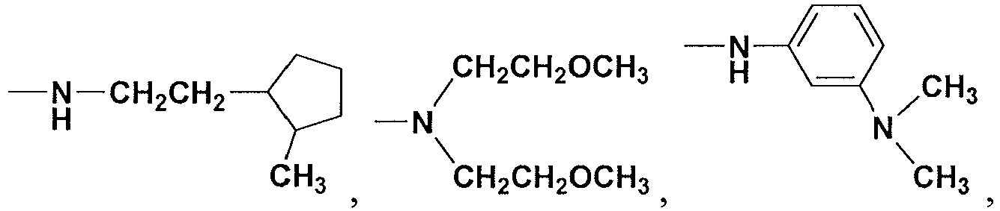 N
H
CH₂CH₂
CH₃
,
CH₂CH₂OCH₃
N
CH₂CH₂OCH₃
,
N
H
N
CH₃
CH₃
,